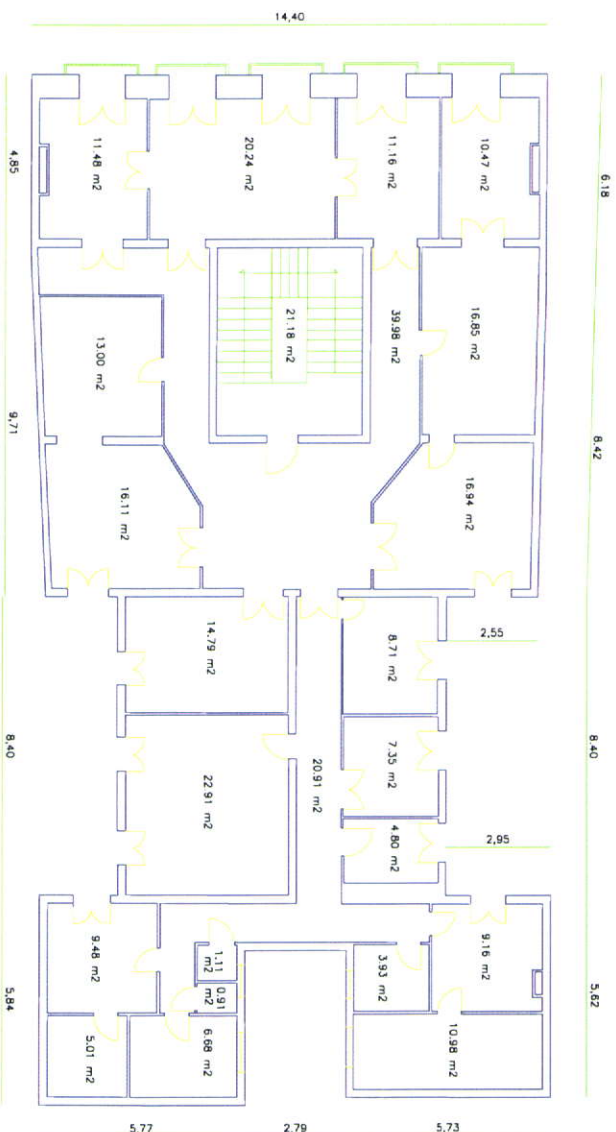 14,40
4,85
6.18
11.48 m2
20.24 m2
11.16 m2
10.47 m2
21.18 m2
39.98 m2
16.85 m2
13.00 m2
9,71
8.42
16.11 m2
16.94 m2
14.79 m2
8.71 m2
2,55
8,40
8.40
22.91 m2
20.91 m2
7.35 m2
4.80 m2
2,95
9.48 m2
1.11
m2
0.91
m2
3.93 m2
9.16 m2
5,84
5,62
5.01 m2
6.68 m2
10.98 m2
5,77
2,79
5,73